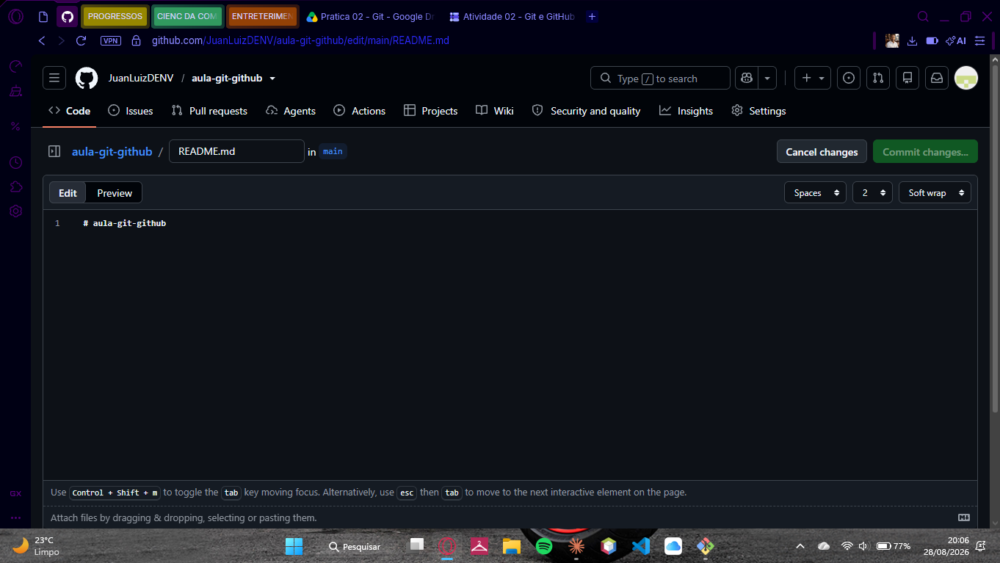 PROGRESSOS
CIENC DA COM
ENTRETERIMEN
Pratica 02 - Git - Google Dr
Atividade 02 - Git e GitHub
VPN
github.com/JuanLuizDENV/aula-git-github/edit/main/README.md
AI
JuanLuizDENV / aula-git-github
Type / to search
Code
Issues
Pull requests
Agents
Actions
Projects
Wiki
Security and quality
Insights
Settings
aula-git-github / README.md in main
Cancel changes
Commit changes...
Edit
Preview
Spaces
2
Soft wrap
1 # aula-git-github
Use Control + Shift + m to toggle the tab key moving focus. Alternatively, use esc then tab to move to the next interactive element on the page.
Attach files by dragging & dropping, selecting or pasting them.
GX
23°C
Limpo
Pesquisar
77%
20:06
28/08/2026